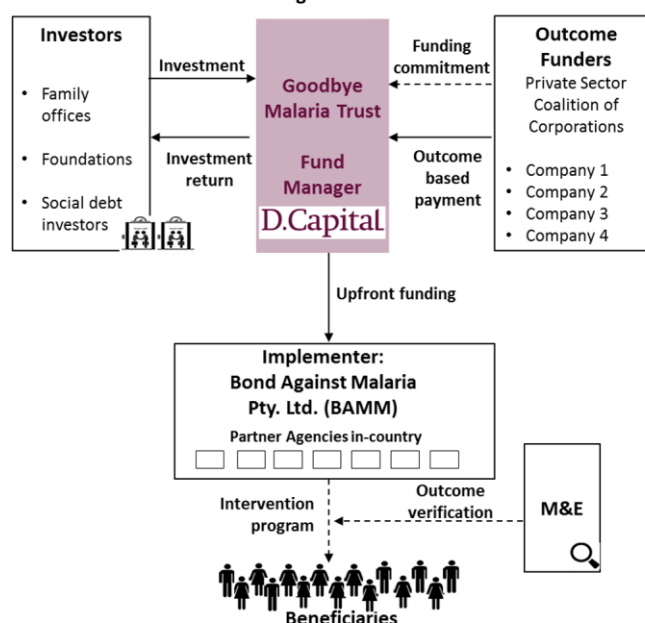 Investors
• Family
offices
• Foundations
• Social debt
investors
Investment
Investment
return
Goodbye
Malaria Trust
Fund
Manager
D.Capital
Funding
commitment
Outcome
based
payment
Outcome
Funders
Private Sector
Coalition of
Corporations
• Company 1
• Company 2
• Company 3
• Company 4
Upfront funding
Implementer:
Bond Against Malaria
Pty. Ltd. (BAMM)
Partner Agencies in-country
Intervention
program
Outcome
verification
M&E
Beneficiaries